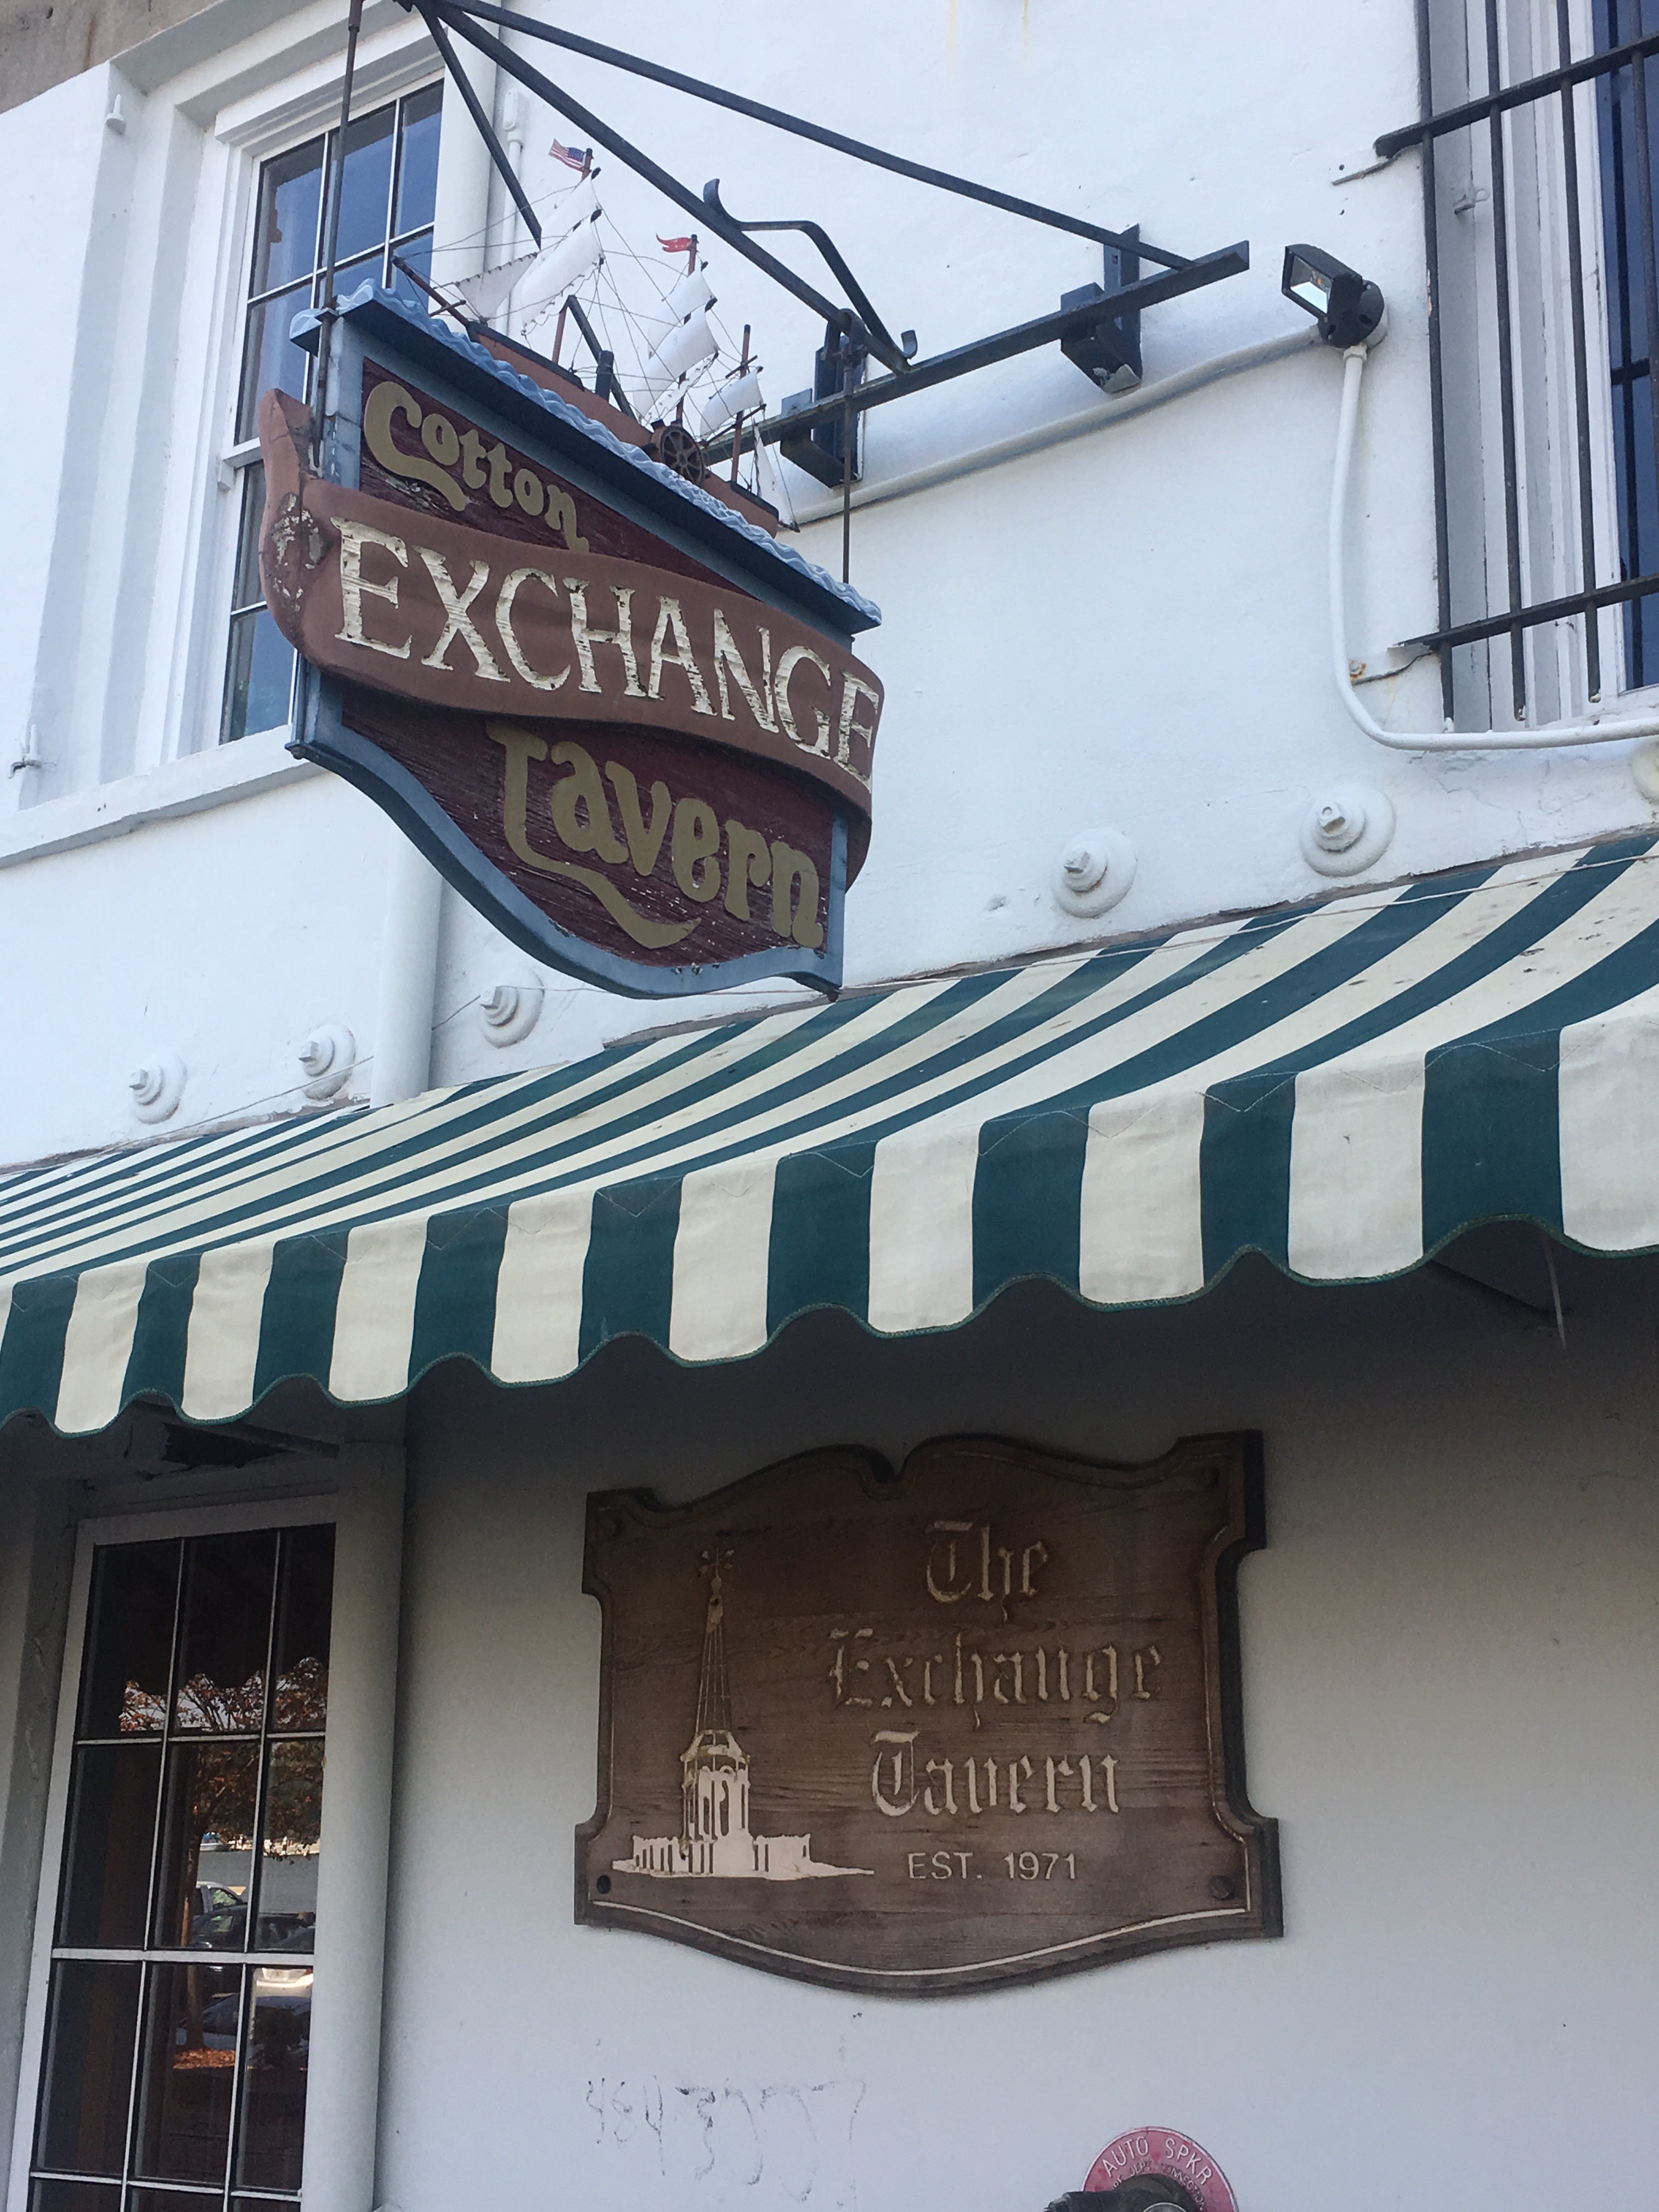 Cotton
EXCHANGE
Tavern
The
Exchange
Tavern
EST. 1971
AUTO SPKR